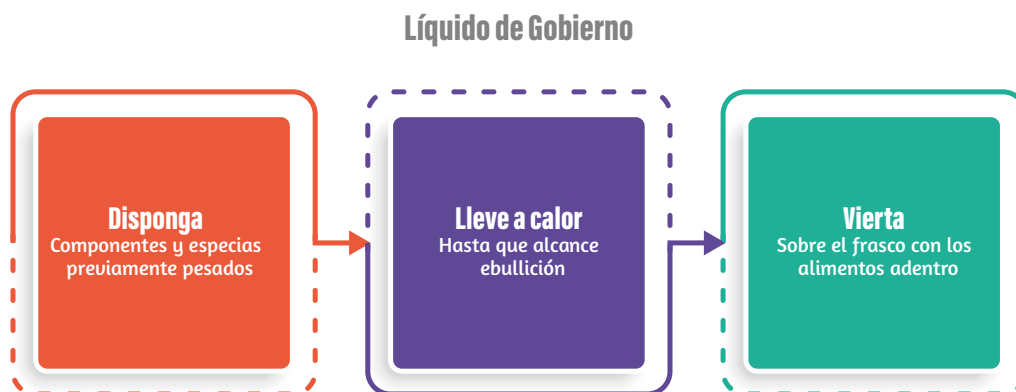 Líquido de Gobierno
Disponga
Componentes y especias
previamente pesados
Lleve a calor
Hasta que alcance
ebullición
Vierta
Sobre el frasco con los
alimentos adentro